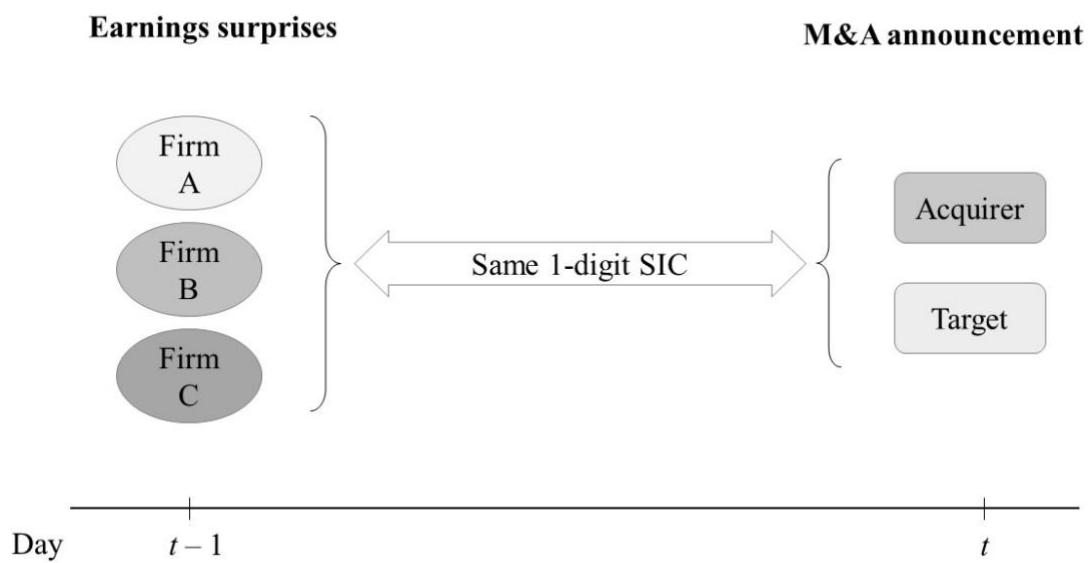 Earnings surprises
M&A announcement
Firm
A
Firm
B
Firm
C
Same 1-digit SIC
Acquirer
Target
Day
t – 1
t